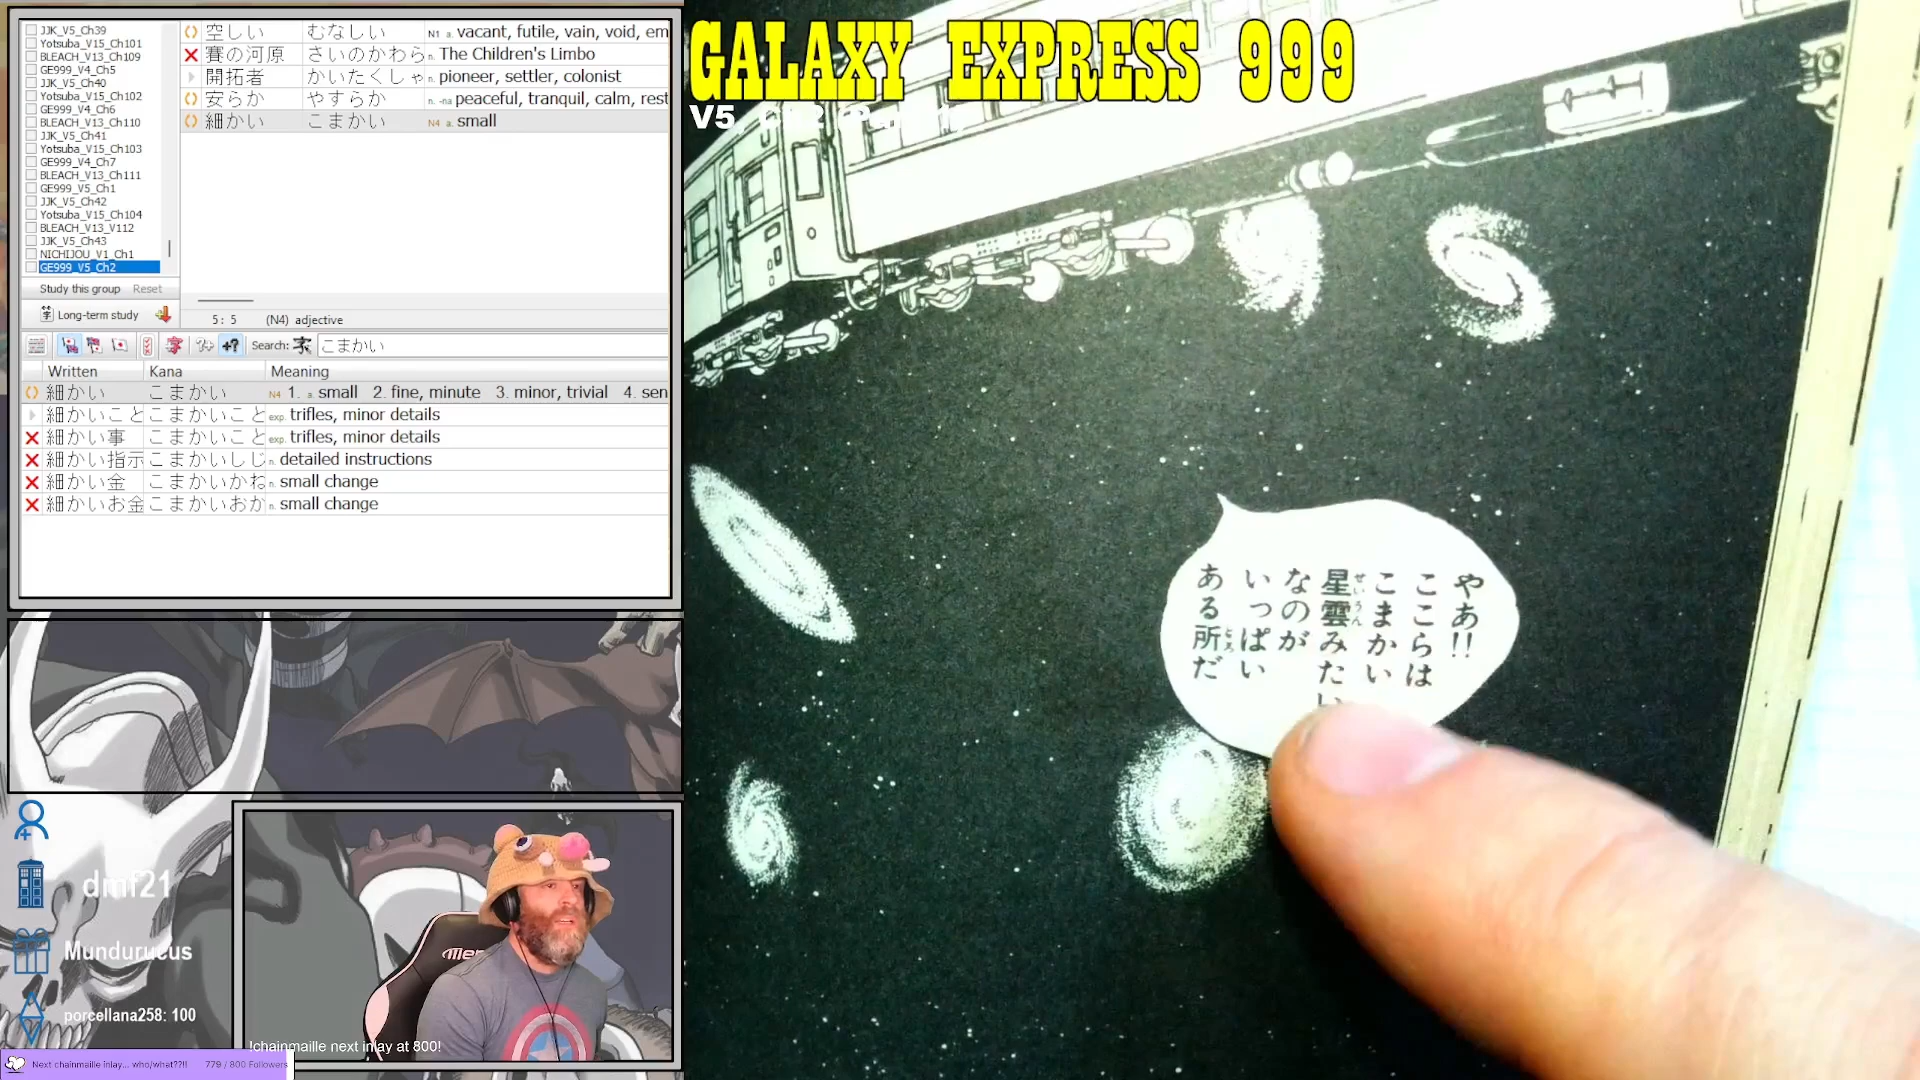 JJK_V5_Ch39
Yotsuba_V15_Ch101
BLEACH_V13_Ch109
GE999_V4_Ch5
JJK_V5_Ch40
Yotsuba_V15_Ch102
GE999_V4_Ch6
BLEACH_V13_Ch110
JJK_V5_Ch41
Yotsuba_V15_Ch103
GE999_V4_Ch7
BLEACH_V13_Ch111
GE999_V5_Ch1
JJK_V5_Ch42
Yotsuba_V15_Ch104
BLEACH_V13_V112
JJK_V5_Ch43
NICHIJOU_V1_Ch1
GE999_V5_Ch2
Study this group Reset
Long-term study
空しい むなしい N1 a. vacant, futile, vain, void, em
賽の河原 さいのかわら n. The Children's Limbo
開拓者 かいたくしゃ n. pioneer, settler, colonist
安らか やすらか n. -na peaceful, tranquil, calm, rest
細かい こまかい N4 a. small
5: 5 (N4) adjective
Search: こまかい
Written Kana Meaning
細かい こまかい N4 1. a. small 2. fine, minute 3. minor, trivial 4. sen
細かいこと こまかいこと exp. trifles, minor details
細かい事 こまかいこと exp. trifles, minor details
細かい指示 こまかいしじ n. detailed instructions
細かい金 こまかいかね n. small change
細かいお金 こまかいおか n. small change
GALAXY EXPRESS 999
V5,
やあ!!
ここらは
こまかい
星雲みたい
なのが
いっぱい
ある所だ
せいうん
dmf21
Mundurucus
porcellana258: 100
!chainmaille next inlay at 800!
Next chainmaille inlay... who/what??!! 779 / 800 Followers